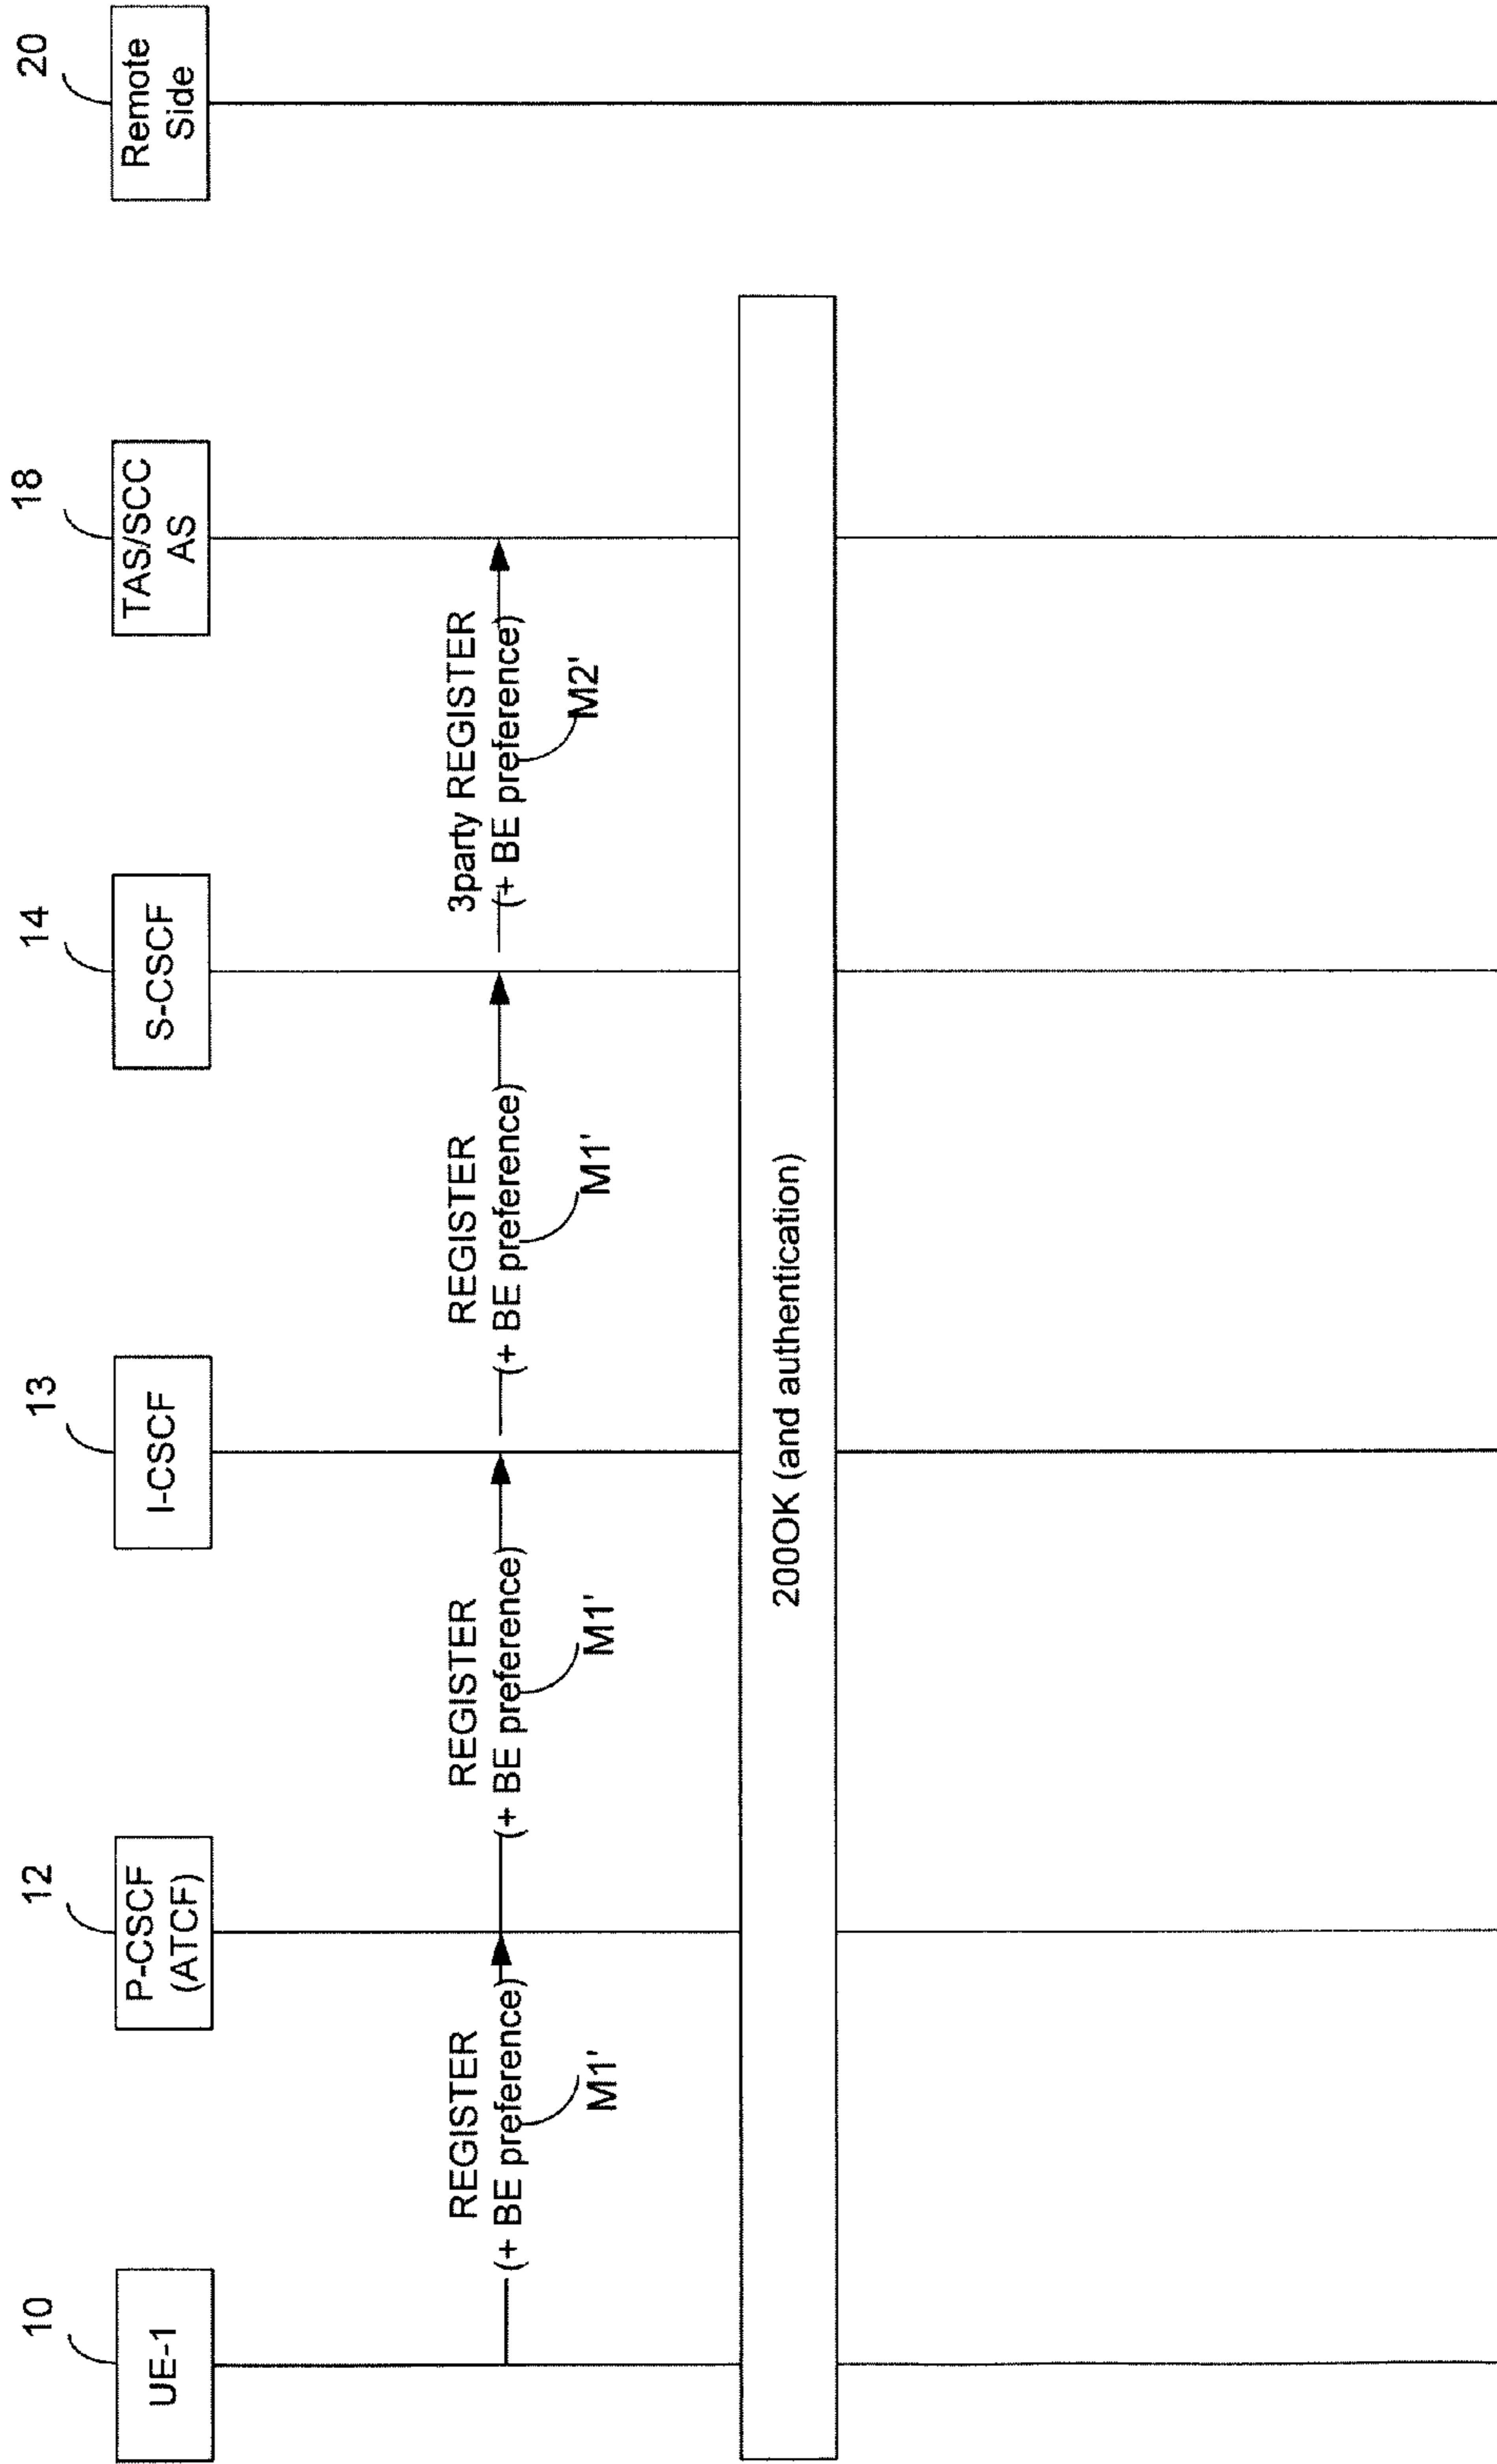 10
UE-1
12
P-CSCF
(ATCF)
13
I-CSCF
14
S-CSCF
18
TAS/SCC
AS
20
Remote
Side
REGISTER
(+ BE preference)
M1'
REGISTER
(+ BE preference)
M1'
REGISTER
(+ BE preference)
M1'
3party REGISTER
(+ BE preference)
M2'
200OK (and authentication)